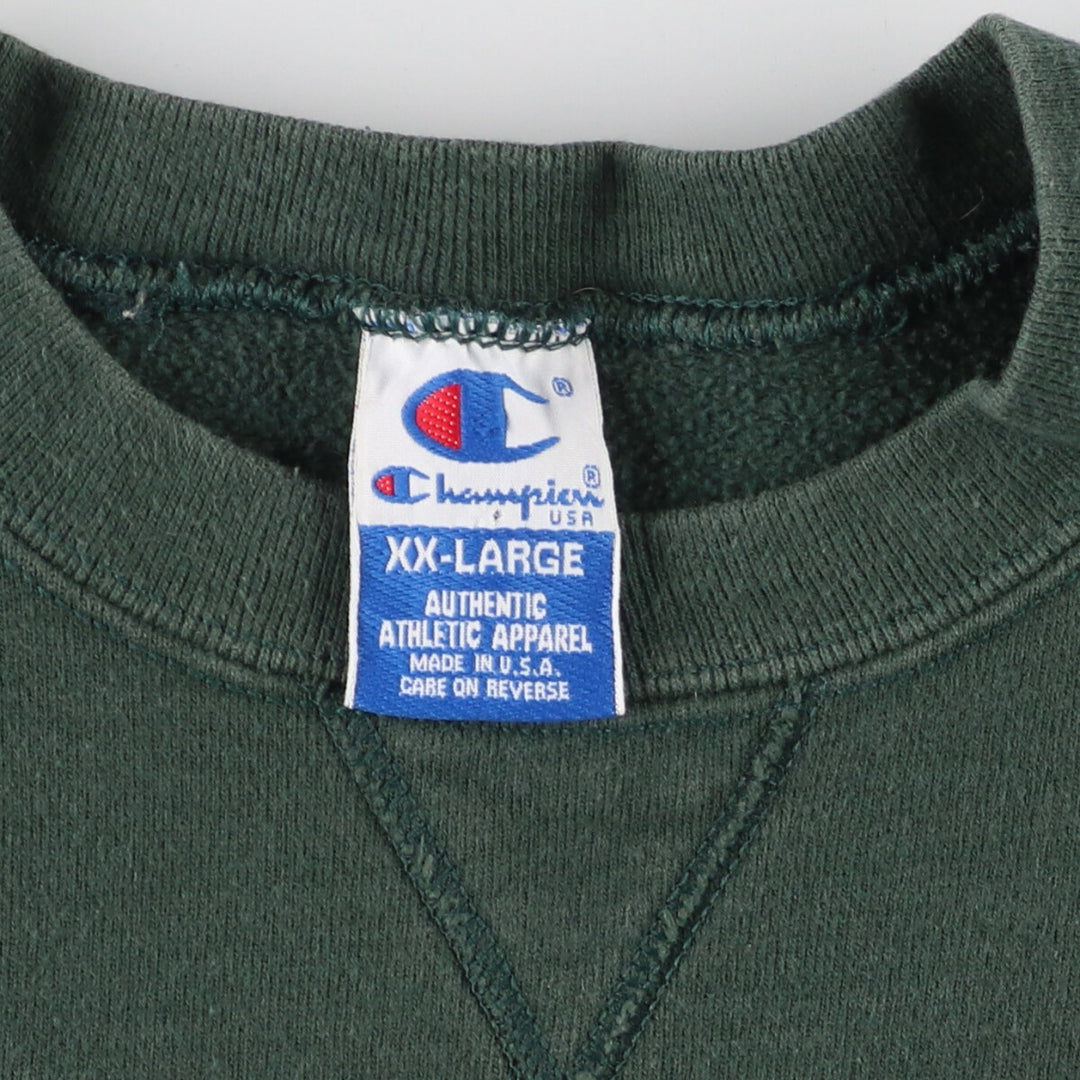 ®
Champion®
USA
XX-LARGE
AUTHENTIC
ATHLETIC APPAREL
MADE IN U.S.A.
CARE ON REVERSE